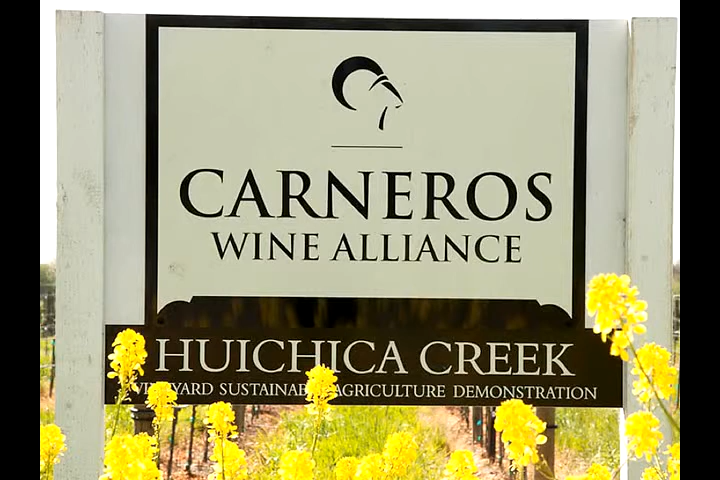 CARNEROS
WINE ALLIANCE
HUICHICA CREEK
VINEYARD SUSTAINABLE AGRICULTURE DEMONSTRATION